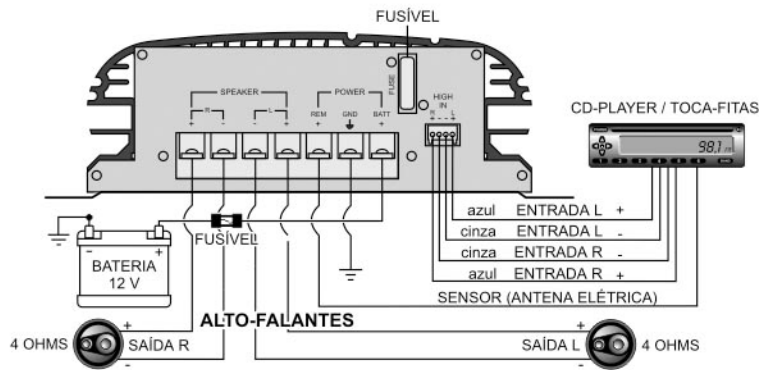 FUSÍVEL
FUSE
SPEAKER
POWER
R
L
REM
GND
BATT
+ - - + + +
HIGH
IN
R L
+ - - +
CD-PLAYER / TOCA-FITAS
98,1
azul ENTRADA L +
cinza ENTRADA L -
cinza ENTRADA R -
azul ENTRADA R +
SENSOR (ANTENA ELÉTRICA)
FUSÍVEL
- +
BATERIA
12 V
ALTO-FALANTES
4 OHMS
+
SAÍDA R
-
+
SAÍDA L
-
4 OHMS